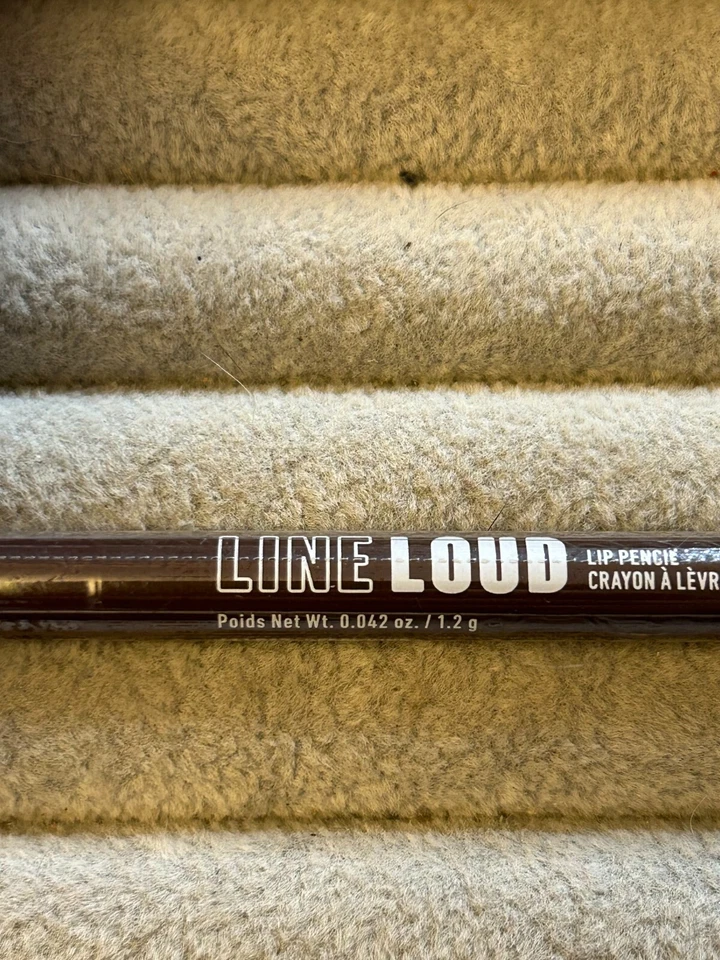 LINE LOUD
LIP PENCIL
CRAYON À LÈVR
Poids Net Wt. 0.042 oz. / 1.2 g